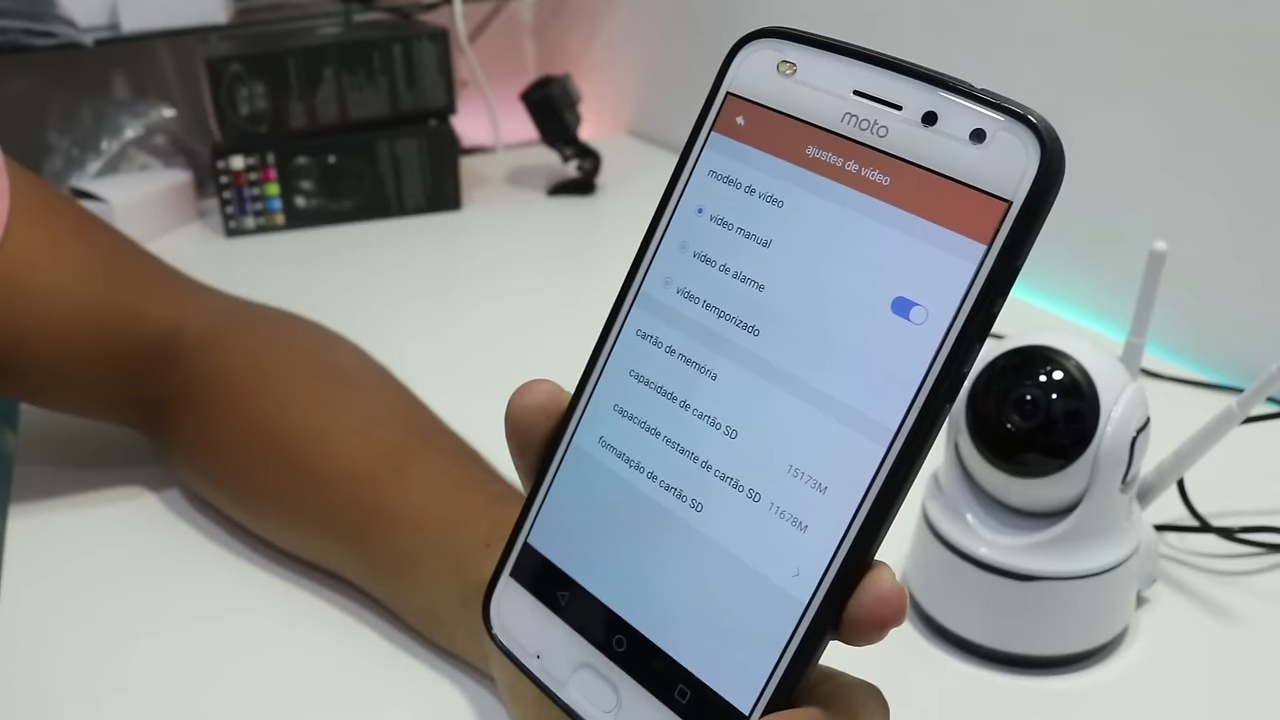 moto
ajustes de vídeo
modelo de vídeo
vídeo manual
vídeo de alarme
vídeo temporizado
cartão de memória
capacidade de cartão SD
15173M
capacidade restante de cartão SD
11678M
formatação de cartão SD